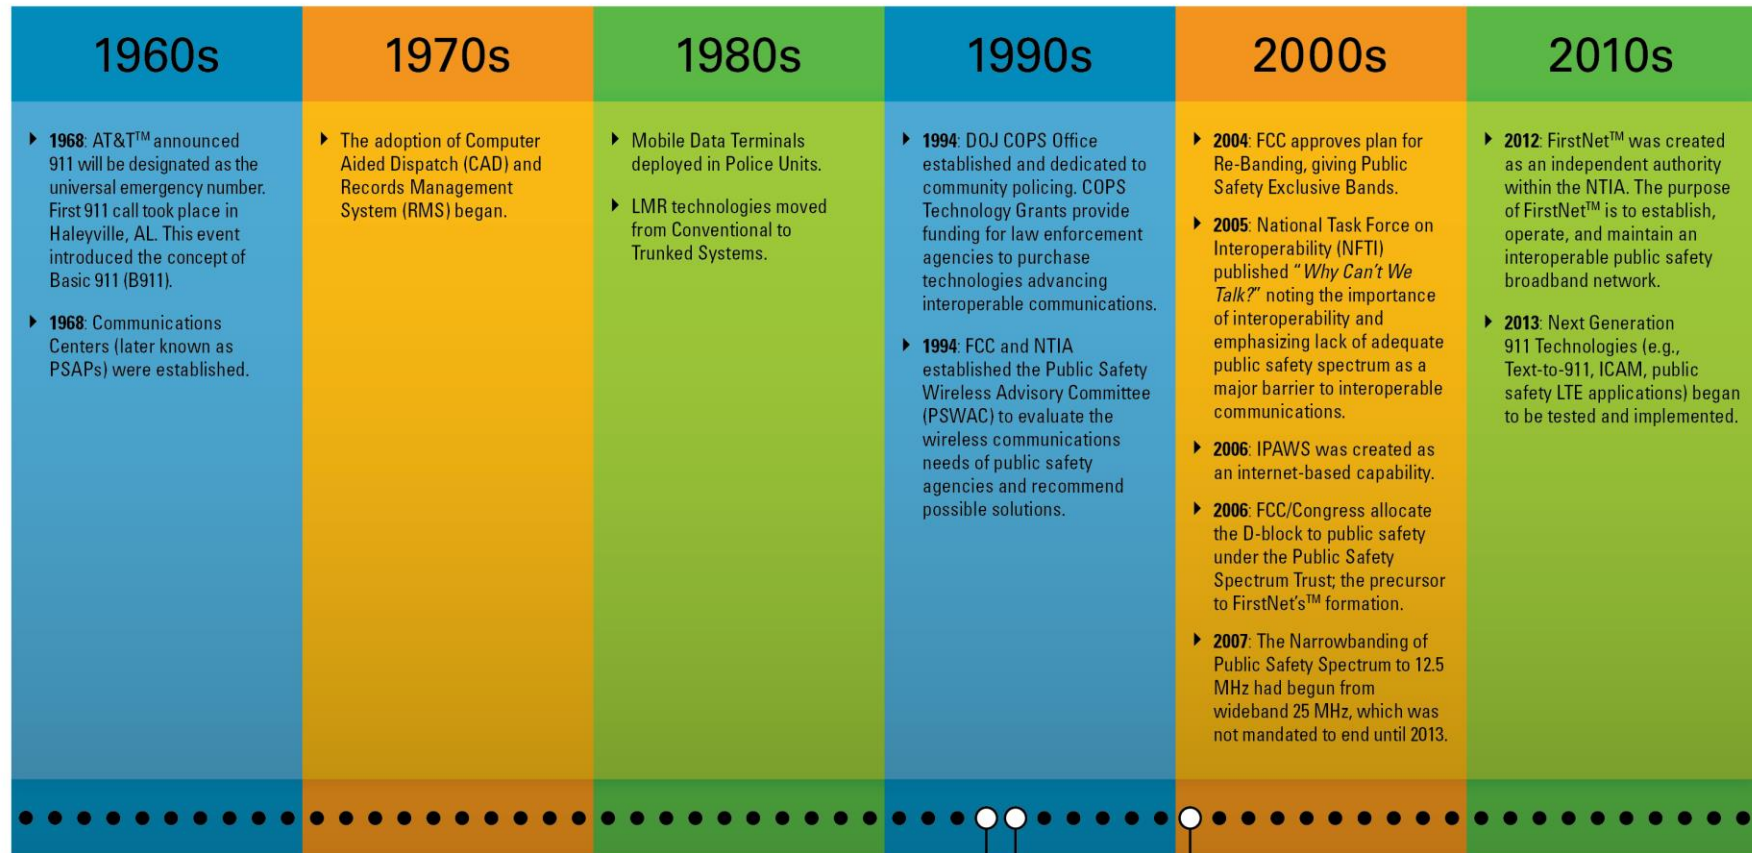 1960s
1968: AT&T™ announced
911 will be designated as the
universal emergency number.
First 911 call took place in
Haleyville, AL. This event
introduced the concept of
Basic 911 (B911).
1968: Communications
Centers (later known as
PSAPs) were established.
1970s
The adoption of Computer
Aided Dispatch (CAD) and
Records Management
System (RMS) began.
1980s
Mobile Data Terminals
deployed in Police Units.
LMR technologies moved
from Conventional to
Trunked Systems.
1990s
1994: DOJ COPS Office
established and dedicated to
community policing. COPS
Technology Grants provide
funding for law enforcement
agencies to purchase
technologies advancing
interoperable communications.
1994: FCC and NTIA
established the Public Safety
Wireless Advisory Committee
(PSWAC) to evaluate the
wireless communications
needs of public safety
agencies and recommend
possible solutions.
2000s
2004: FCC approves plan for
Re-Banding, giving Public
Safety Exclusive Bands.
2005: National Task Force on
Interoperability (NFTI)
published “Why Can’t We
Talk?” noting the importance
of interoperability and
emphasizing lack of adequate
public safety spectrum as a
major barrier to interoperable
communications.
2006: IPAWS was created as
an internet-based capability.
2006: FCC/Congress allocate
the D-block to public safety
under the Public Safety
Spectrum Trust; the precursor
to FirstNet’s™ formation.
2007: The Narrowbanding of
Public Safety Spectrum to 12.5
MHz had begun from
wideband 25 MHz, which was
not mandated to end until 2013.
2010s
2012: FirstNet™ was created
as an independent authority
within the NTIA. The purpose
of FirstNet™ is to establish,
operate, and maintain an
interoperable public safety
broadband network.
2013: Next Generation
911 Technologies (e.g.,
Text-to-911, ICAM, public
safety LTE applications) began
to be tested and implemented.